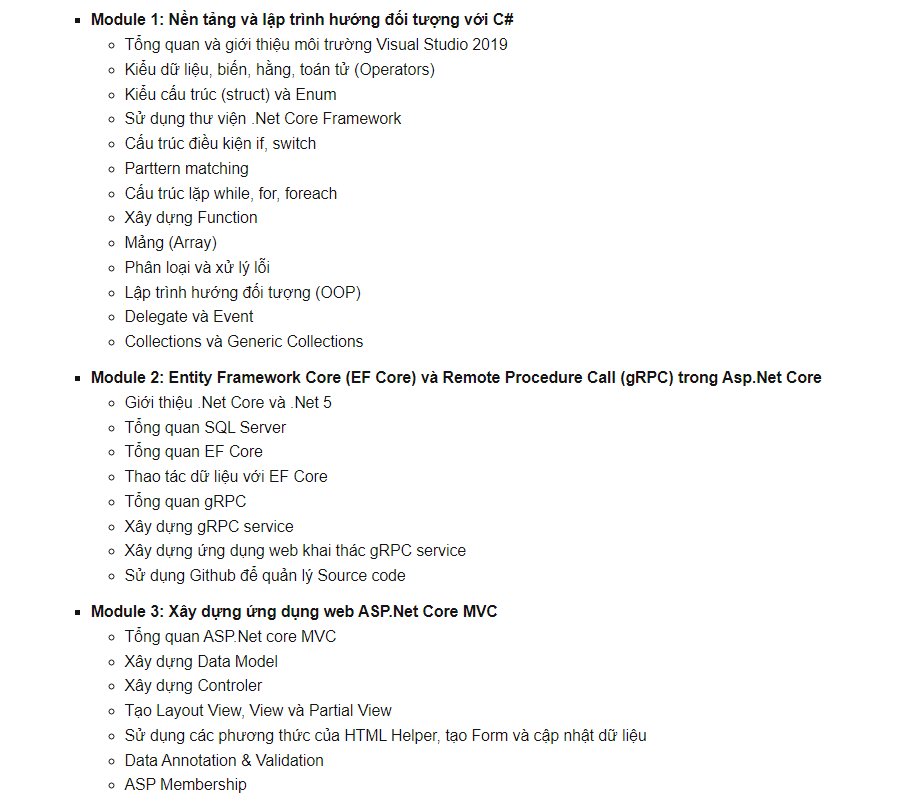 Module 1: Nền tảng và lập trình hướng đối tượng với C#
Tổng quan và giới thiệu môi trường Visual Studio 2019
Kiểu dữ liệu, biến, hằng, toán tử (Operators)
Kiểu cấu trúc (struct) và Enum
Sử dụng thư viện .Net Core Framework
Cấu trúc điều kiện if, switch
Parttern matching
Cấu trúc lặp while, for, foreach
Xây dựng Function
Mảng (Array)
Phân loại và xử lý lỗi
Lập trình hướng đối tượng (OOP)
Delegate và Event
Collections và Generic Collections
Module 2: Entity Framework Core (EF Core) và Remote Procedure Call (gRPC) trong Asp.Net Core
Giới thiệu .Net Core và .Net 5
Tổng quan SQL Server
Tổng quan EF Core
Thao tác dữ liệu với EF Core
Tổng quan gRPC
Xây dựng gRPC service
Xây dựng ứng dụng web khai thác gRPC service
Sử dụng Github để quản lý Source code
Module 3: Xây dựng ứng dụng web ASP.Net Core MVC
Tổng quan ASP.Net core MVC
Xây dựng Data Model
Xây dựng Controler
Tạo Layout View, View và Partial View
Sử dụng các phương thức của HTML Helper, tạo Form và cập nhật dữ liệu
Data Annotation & Validation
ASP Membership